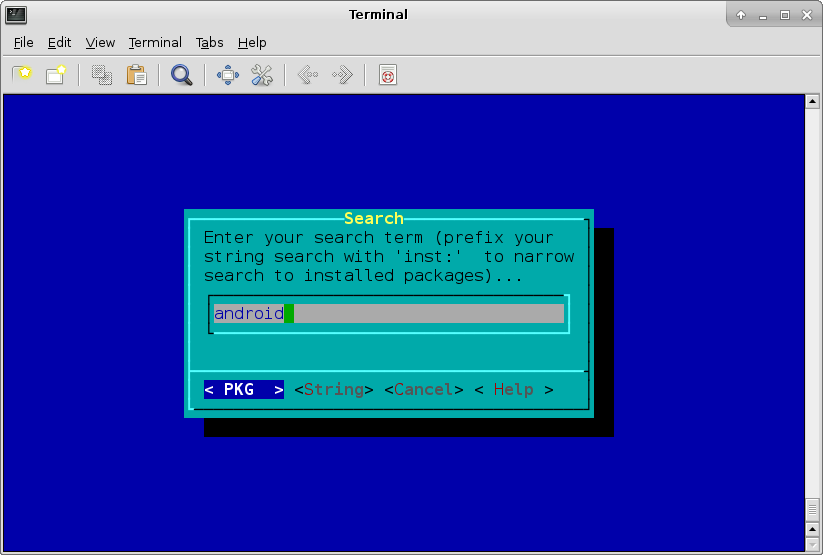 Terminal
File Edit View Terminal Tabs Help
Search
Enter your search term (prefix your
string search with 'inst:'  to narrow
search to installed packages)...
android
< PKG  > <String> <Cancel> < Help >